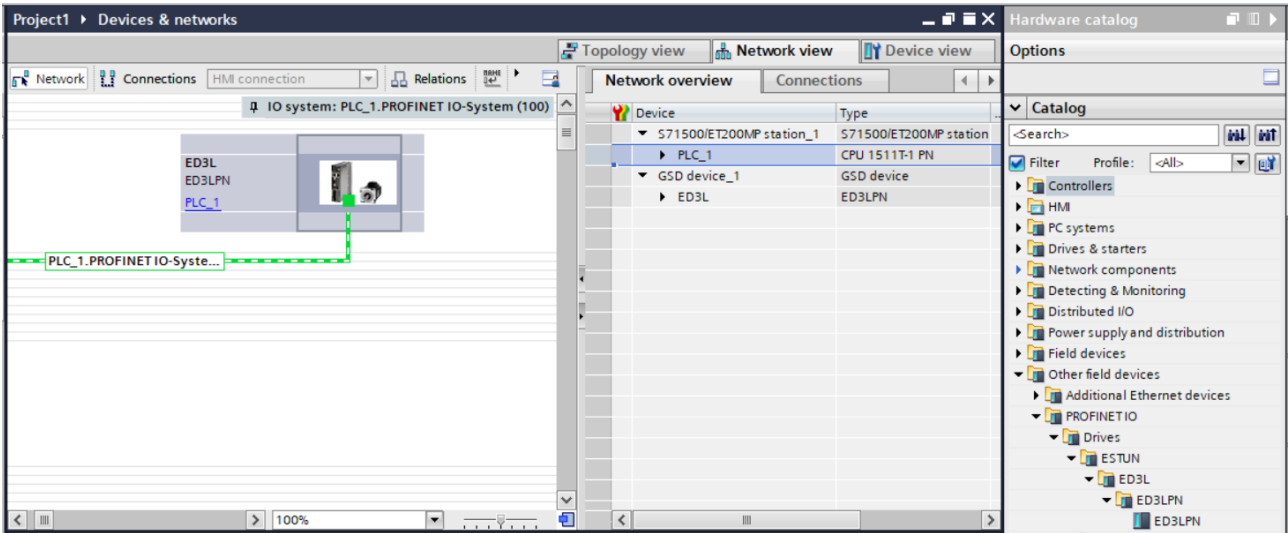 Project1 ▸ Devices & networks
Topology view
Network view
Device view
Network
Connections
HMI connection
Relations
IO system: PLC_1.PROFINET IO-System (100)
ED3L
ED3LPN
PLC_1
PLC_1.PROFINET IO-Syste...
100%
Network overview
Connections
Device
Type
S71500/ET200MP station_1
S71500/ET200MP station
PLC_1
CPU 1511T-1 PN
GSD device_1
GSD device
ED3L
ED3LPN
Hardware catalog
Options
Catalog
<Search>
Filter
Profile:
<All>
Controllers
HMI
PC systems
Drives & starters
Network components
Detecting & Monitoring
Distributed I/O
Power supply and distribution
Field devices
Other field devices
Additional Ethernet devices
PROFINET IO
Drives
ESTUN
ED3L
ED3LPN
ED3LPN